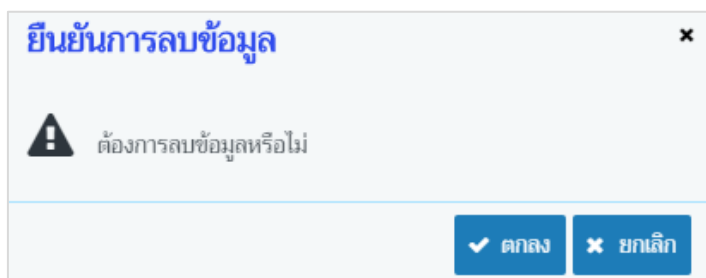 ยืนยันการลบข้อมูล
ต้องการลบข้อมูลหรือไม่
ตกลง ยกเลิก